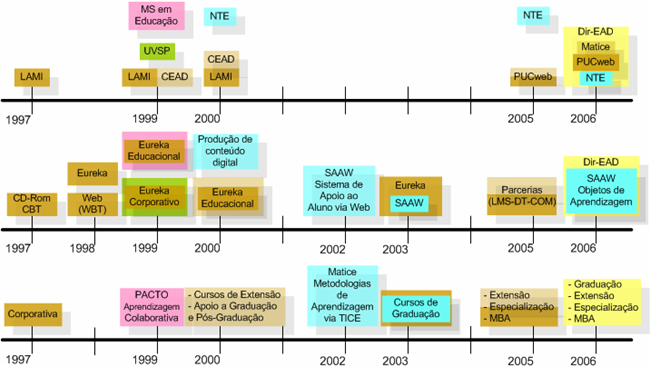 MS em
Educação
NTE
NTE
Dir-EAD
Matice
UVSP
CEAD
PUCweb
LAMI
LAMI
CEAD
LAMI
PUCweb
NTE
1997
1999
2000
2005
2006
Eureka
Educacional
Produção de
conteúdo
digital
Eureka
SAAW
Sistema de
Apoio ao
Aluno via Web
Dir-EAD
CD-Rom
CBT
Web
(WBT)
Eureka
Corporativo
Eureka
Educacional
Eureka
SAAW
Parcerias
(LMS-DT-COM)
SAAW
Objetos de
Aprendizagem
1997
1998
1999
2000
2002
2003
2005
2006
Corporativa
PACTO
Aprendizagem
Colaborativa
- Cursos de Extensão
- Apoio a Graduação
e Pós-Graduação
Matice
Metodologias
de
Aprendizagem
via TICE
Cursos de
Graduação
- Extensão
- Especialização
- MBA
- Graduação
- Extensão
- Especialização
- MBA
1997
1999
2000
2002
2003
2005
2006